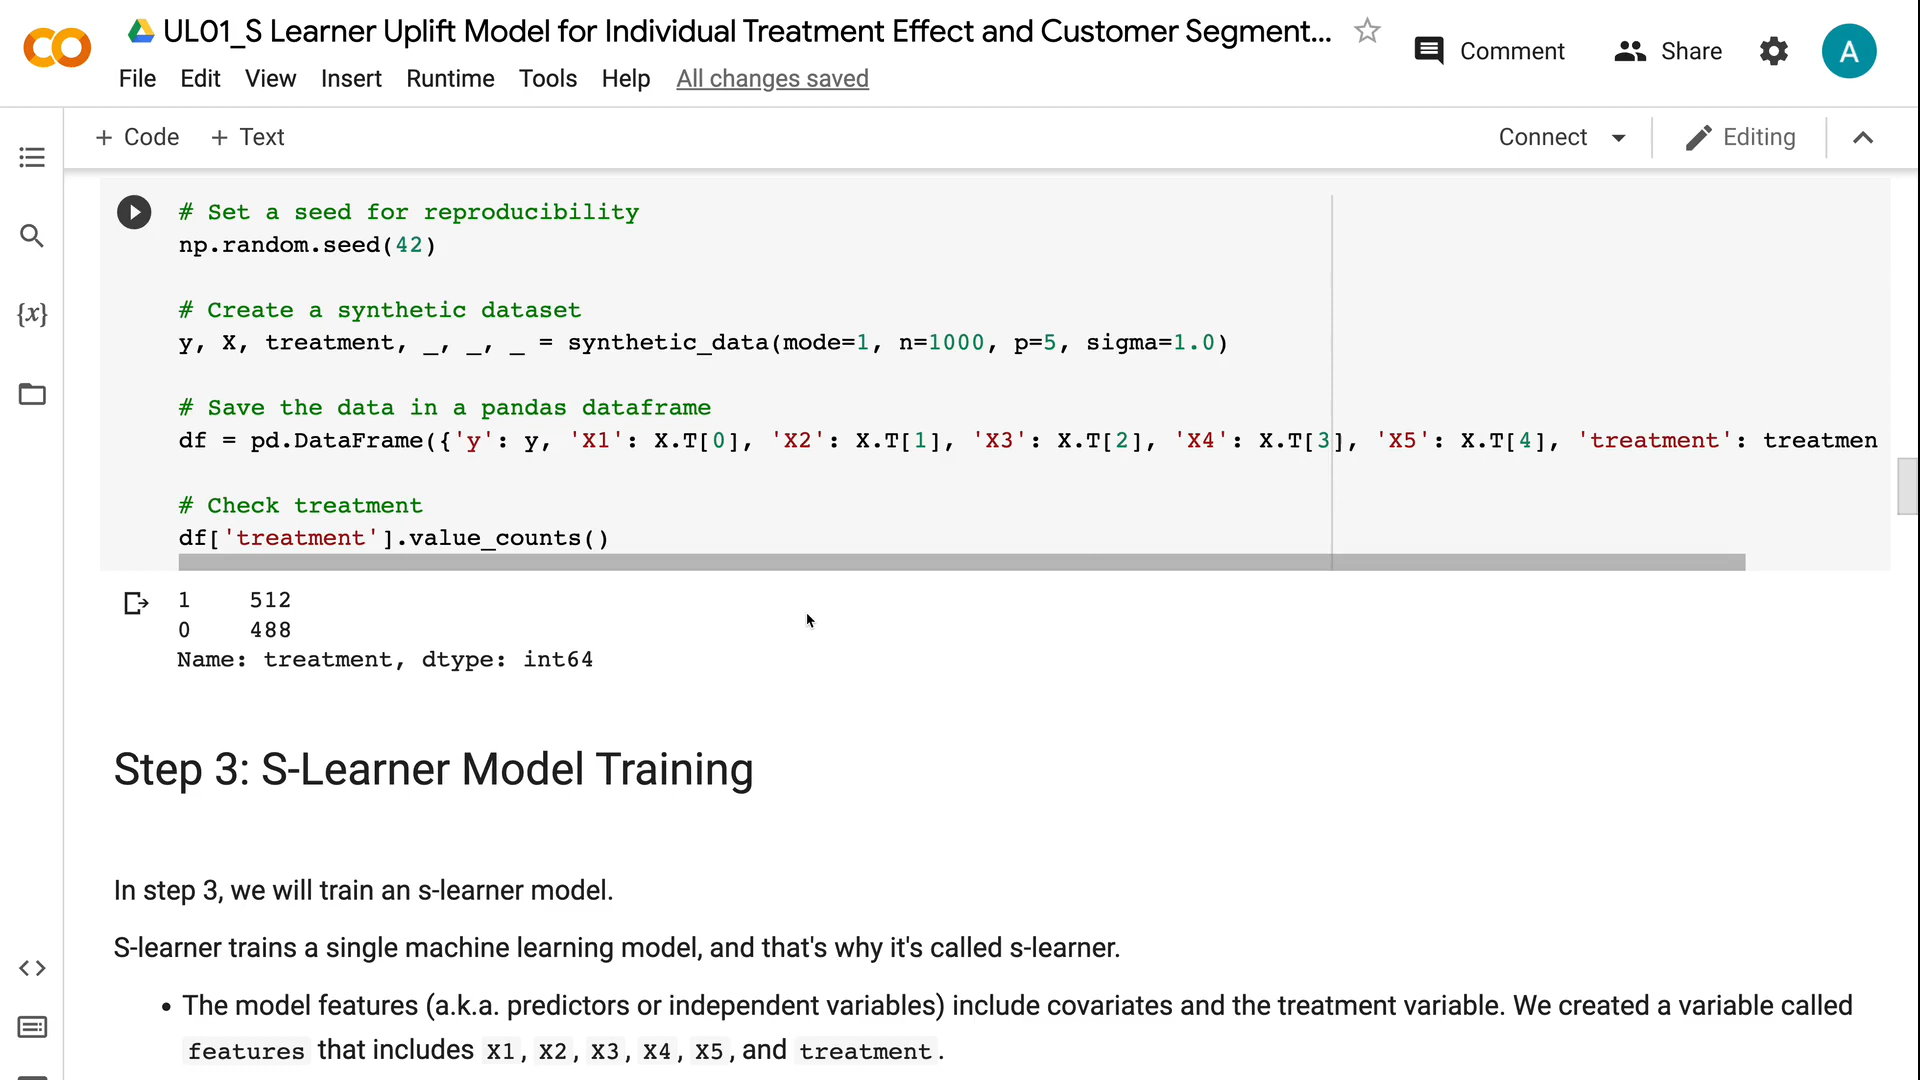 UL01_S Learner Uplift Model for Individual Treatment Effect and Customer Segment...
Comment
Share
A
File Edit View Insert Runtime Tools Help All changes saved
+ Code + Text
Connect
Editing
{x}
# Set a seed for reproducibility
np.random.seed(42)
# Create a synthetic dataset
y, X, treatment, _, _, _ = synthetic_data(mode=1, n=1000, p=5, sigma=1.0)
# Save the data in a pandas dataframe
df = pd.DataFrame({'y': y, 'X1': X.T[0], 'X2': X.T[1], 'X3': X.T[2], 'X4': X.T[3], 'X5': X.T[4], 'treatment': treatmen
# Check treatment
df['treatment'].value_counts()
1 512
0 488
Name: treatment, dtype: int64
Step 3: S-Learner Model Training
In step 3, we will train an s-learner model.
S-learner trains a single machine learning model, and that's why it's called s-learner.
• The model features (a.k.a. predictors or independent variables) include covariates and the treatment variable. We created a variable called
features that includes X1, X2, X3, X4, X5, and treatment.